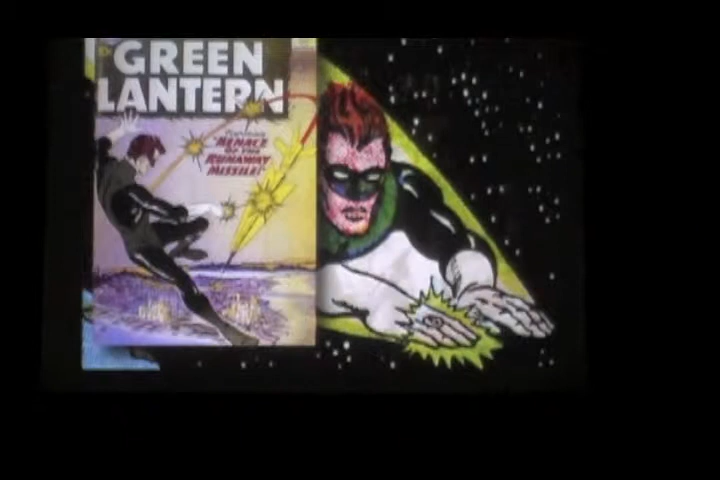 GREEN
LANTERN
"MENACE
OF THE
RUNAWAY
MISSILE!"